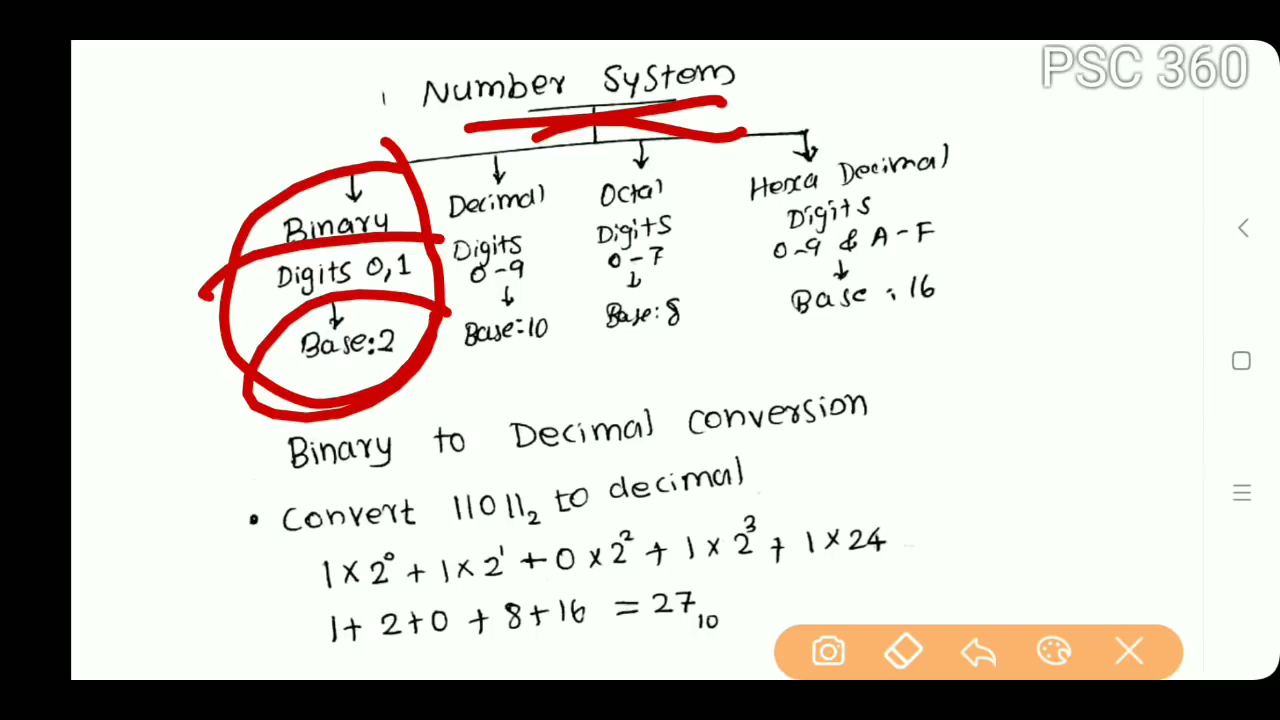 PSC 360
Number System
Binary
Digits 0,1
Base:2
Decimal
Digits
0-9
Base:10
Octal
Digits
0-7
Base:8
Hexa Decimal
Digits
0-9 & A-F
Base:16
Binary to Decimal conversion
• Convert 11011₂ to decimal
1×2⁰ + 1×2¹ + 0×2² + 1×2³ + 1×24
1+ 2+0 + 8+16 = 27₁₀